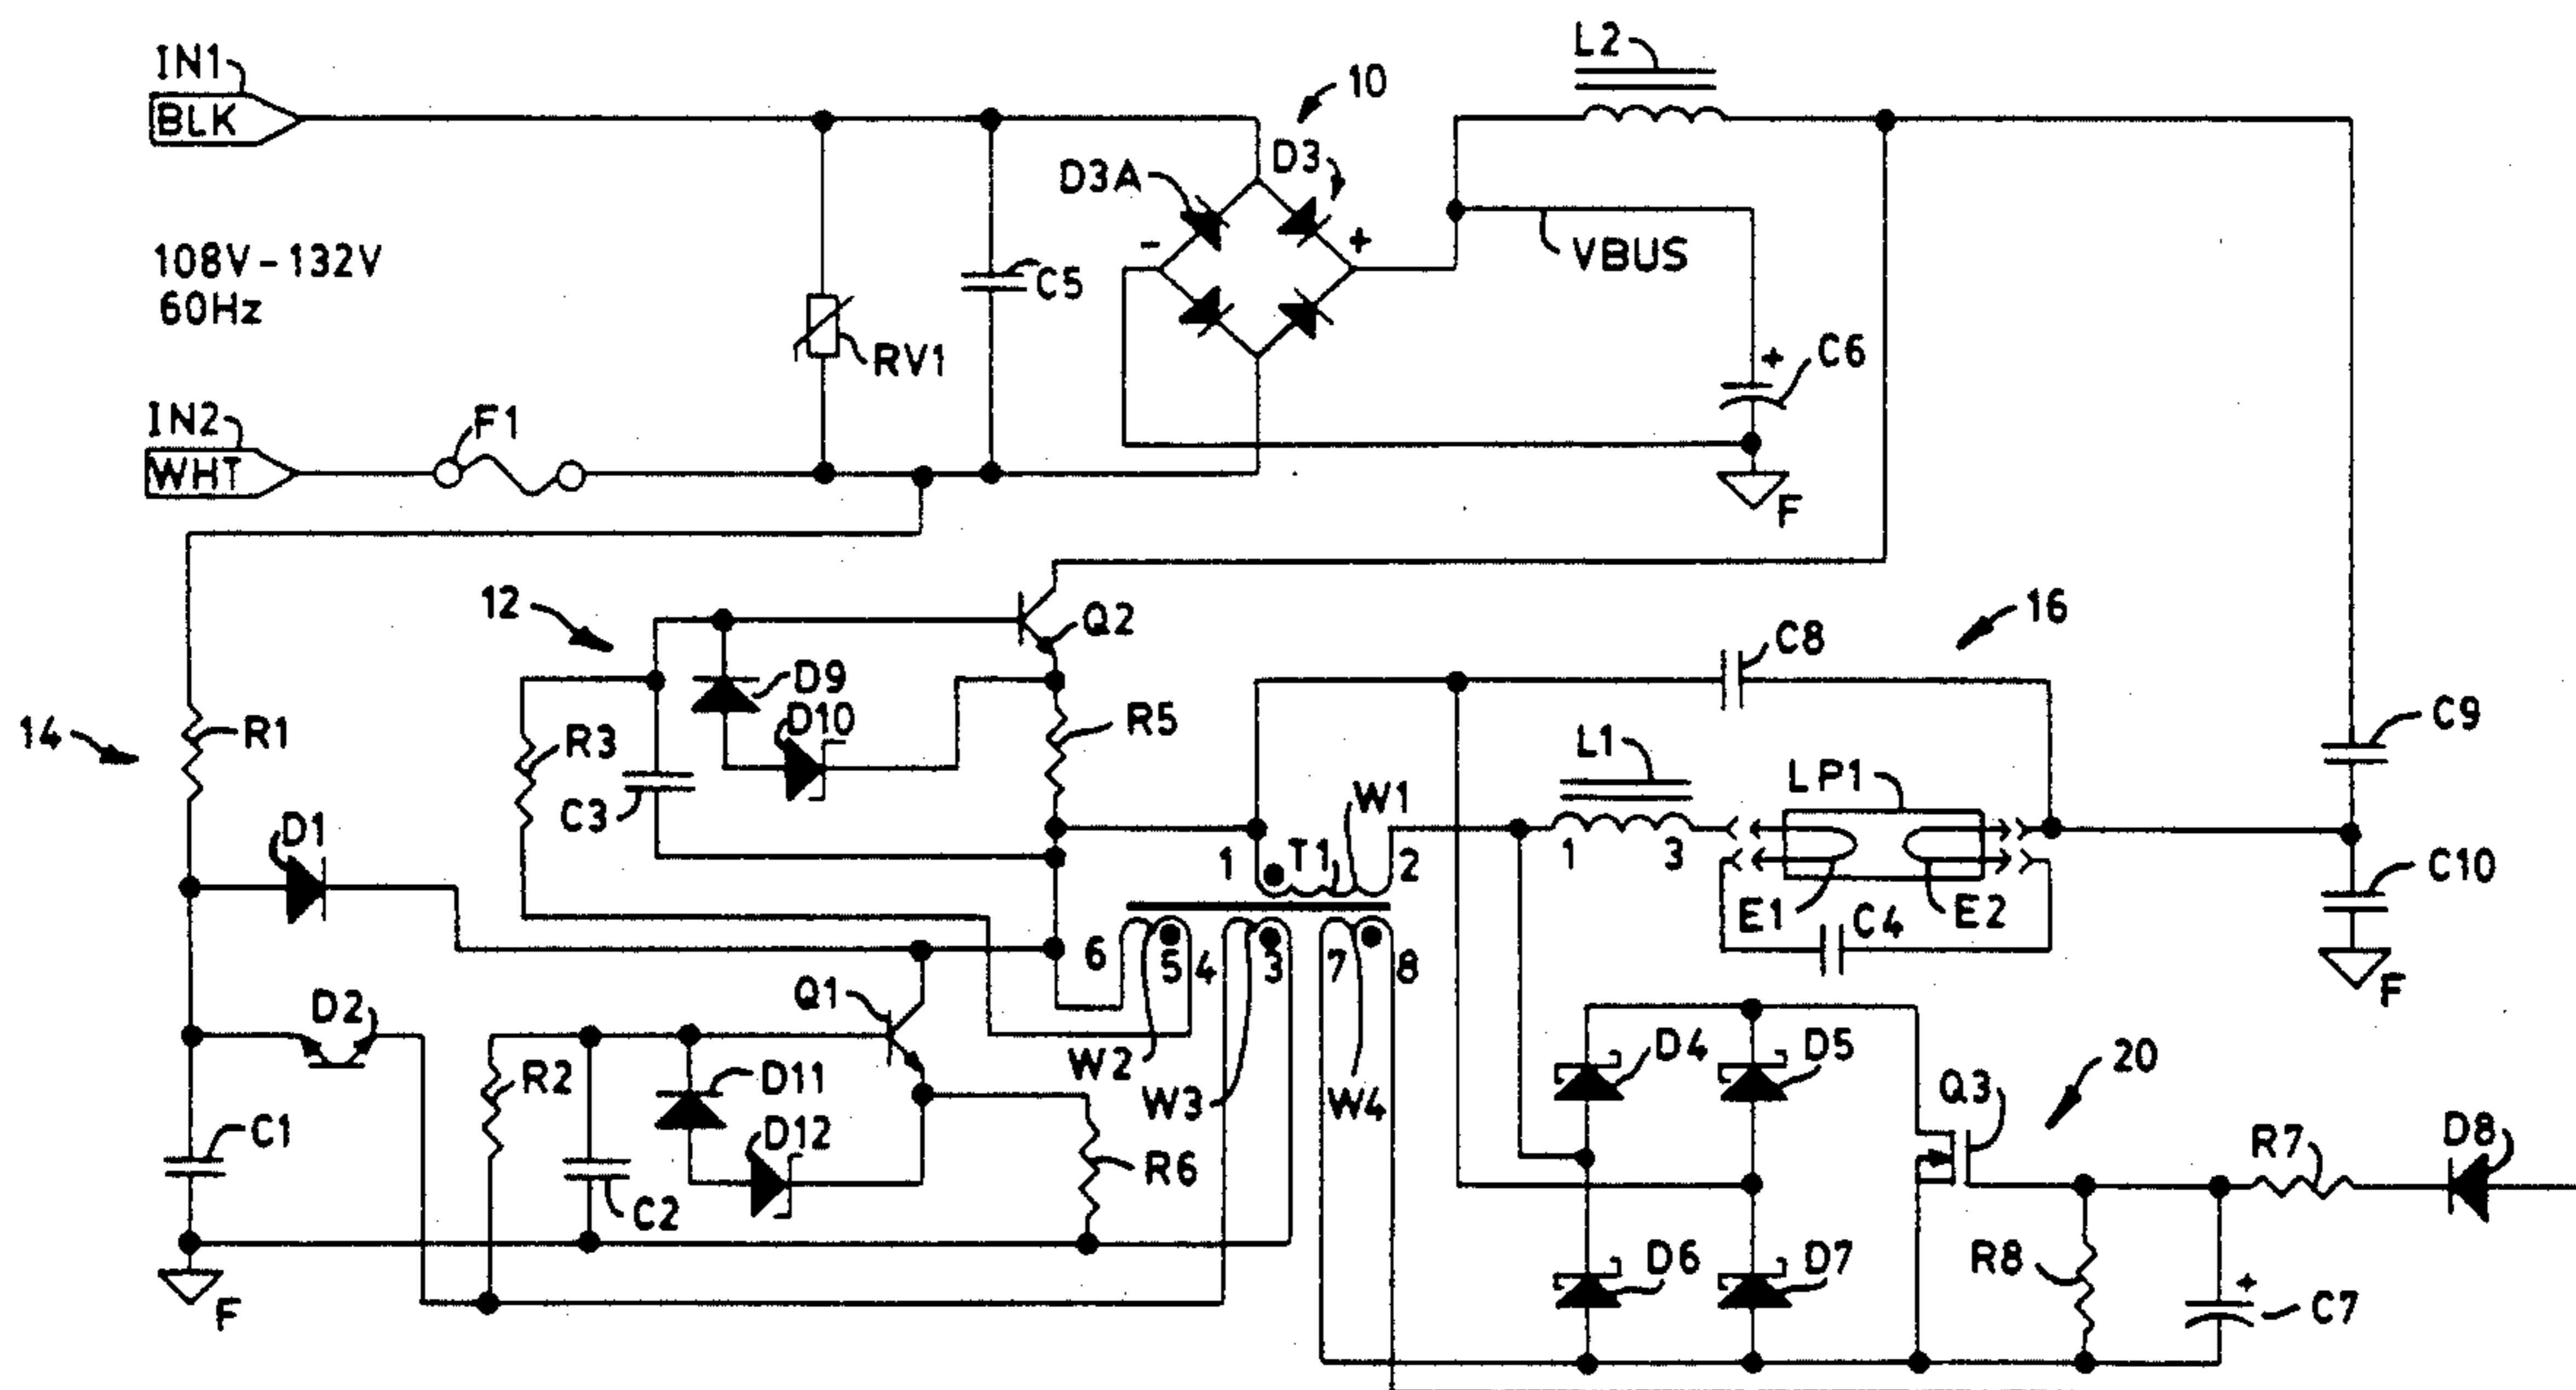 IN1
BLK
108V-132V
60Hz
IN2
WHT
F1
RV1
C5
10
D3A
D3
-
+
L2
VBUS
+
C6
F
12
Q2
D9
D10
R5
R3
C3
14
R1
D1
D2
C1
F
Q1
R2
D11
D12
C2
R6
16
C8
L1
LP1
W1
T1
1
2
1
3
E1
E2
C4
C9
C10
F
6
5
4
3
7
8
W2
W3
W4
D4
D5
D6
D7
20
Q3
R7
D8
R8
+
C7